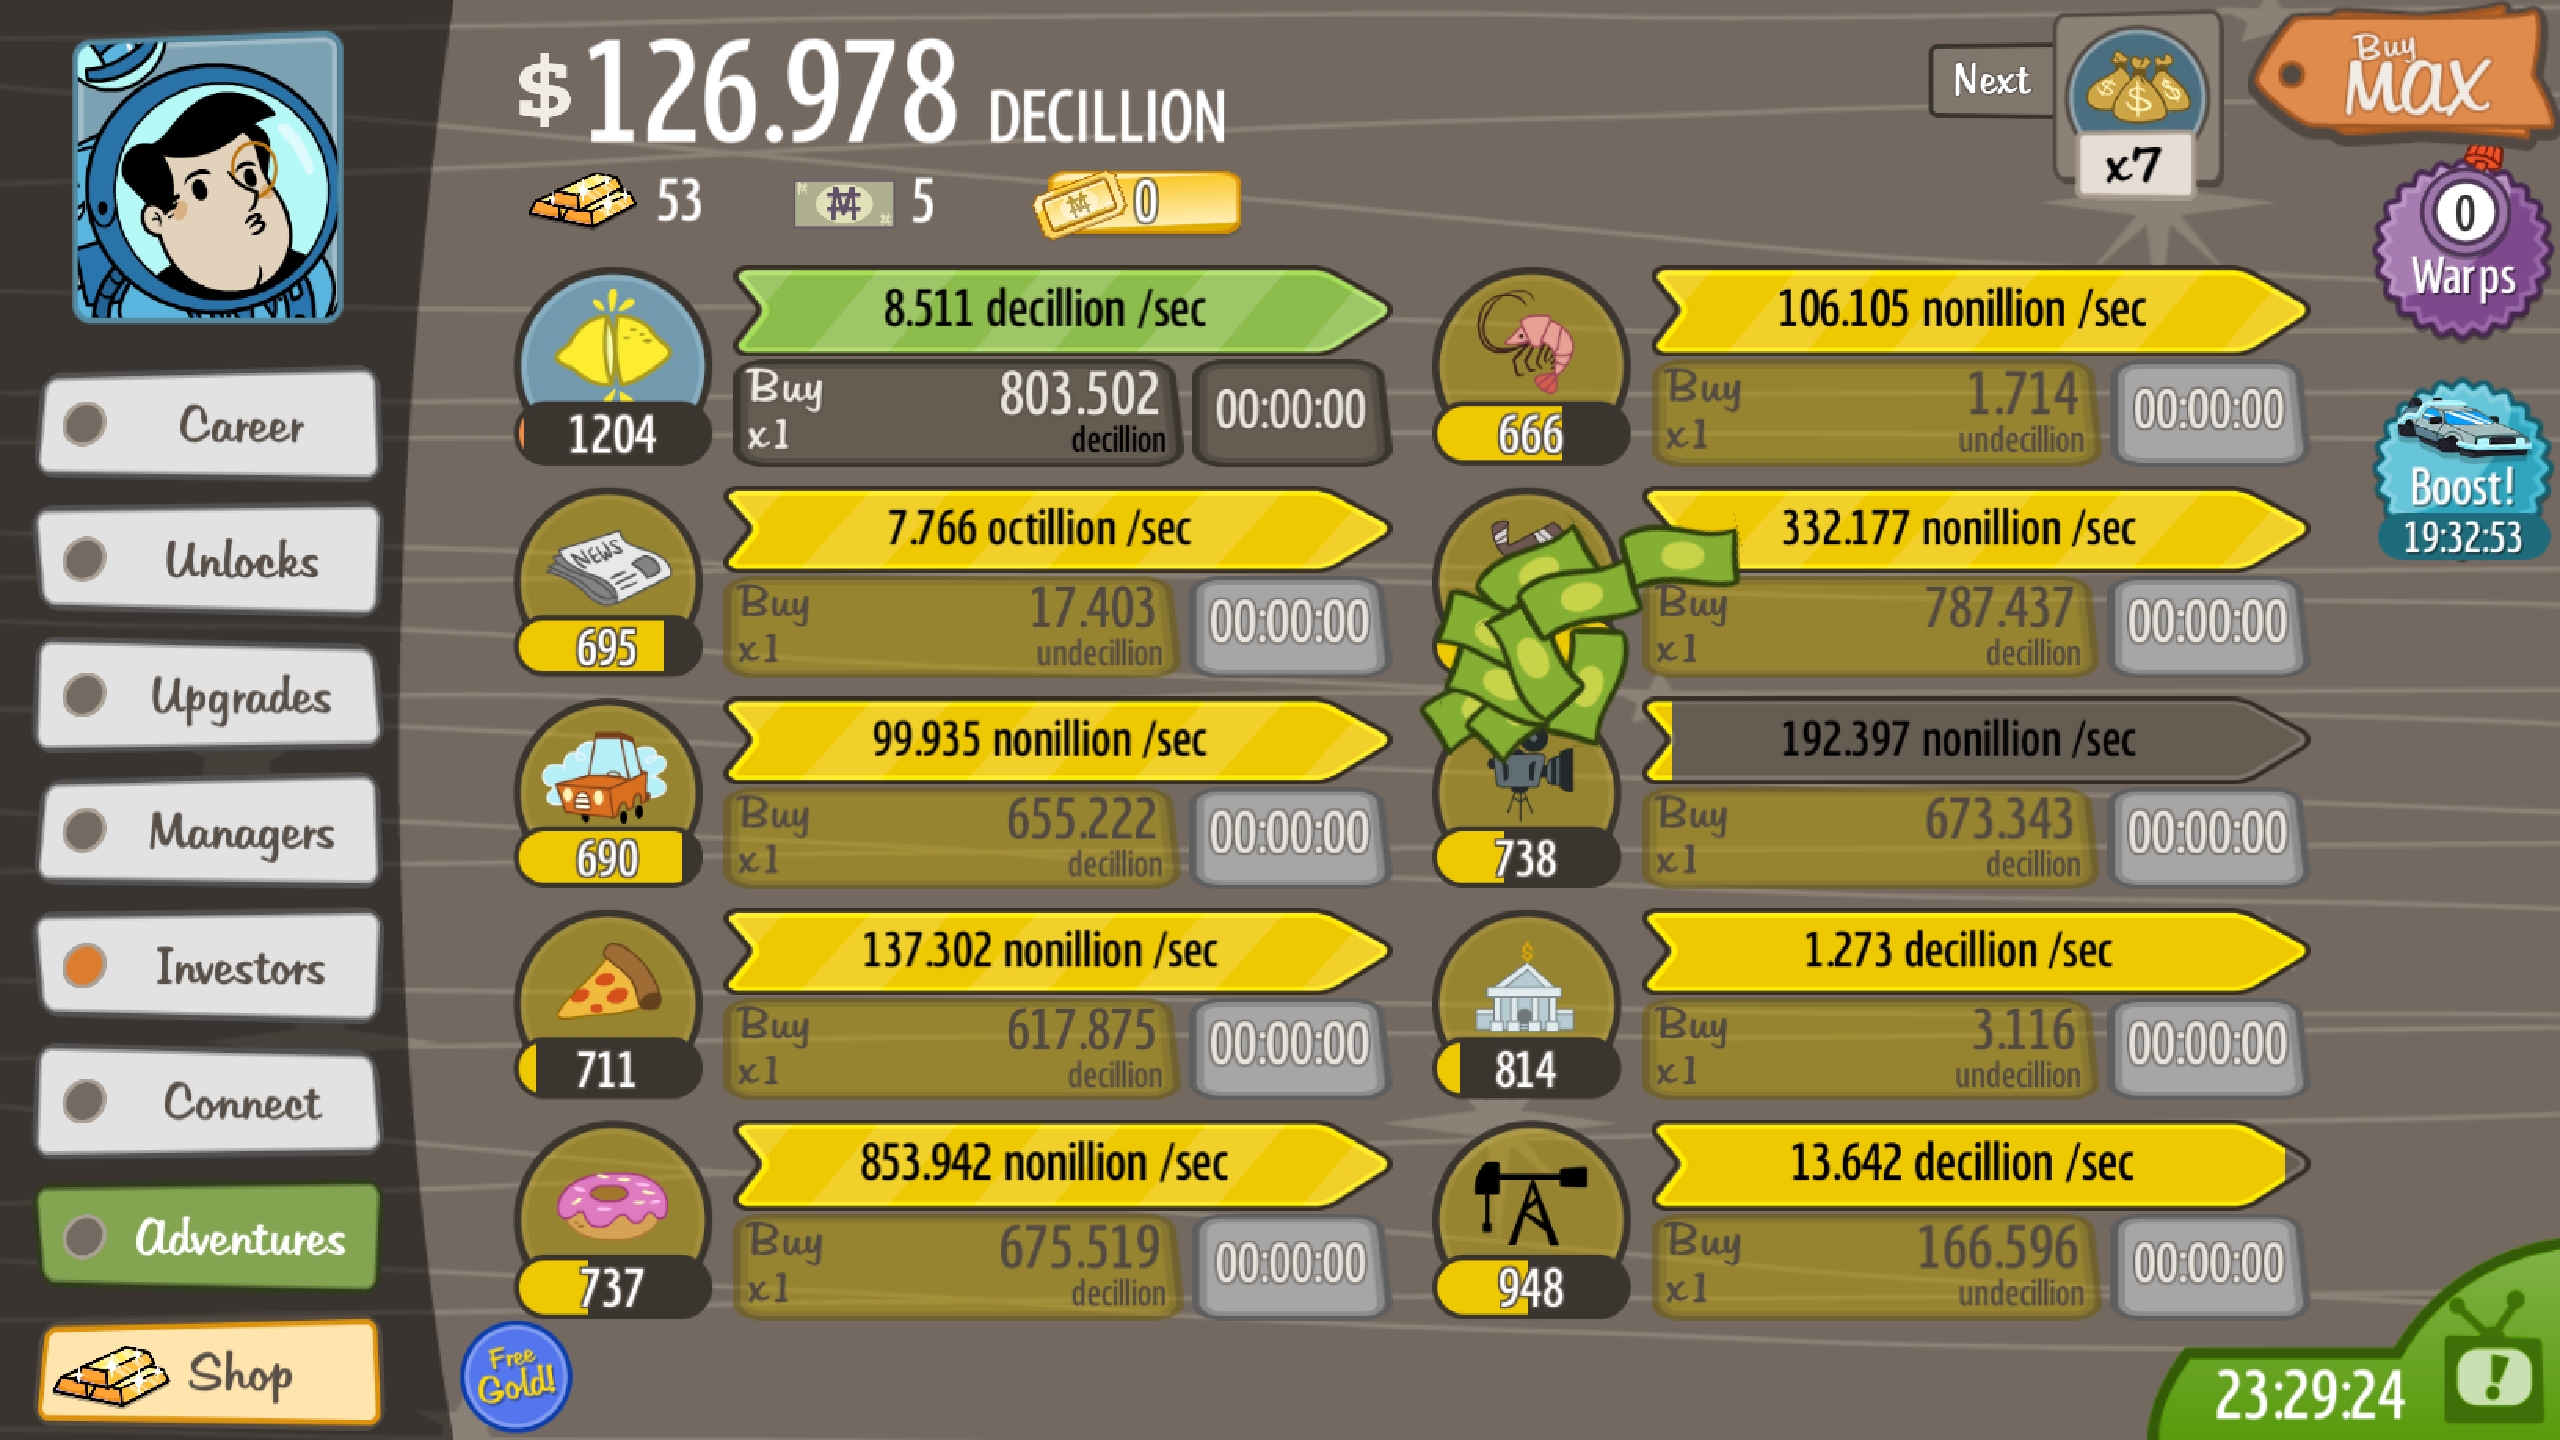 $126.978 DECILLION
53
5
0
Next
x7
Buy
MAX
0
Warps
Boost!
19:32:53
Career
Unlocks
Upgrades
Managers
Investors
Connect
Adventures
Shop
8.511 decillion /sec
Buy
x1
803.502
decillion
00:00:00
1204
NEWS
7.766 octillion /sec
Buy
x1
17.403
undecillion
00:00:00
695
99.935 nonillion /sec
Buy
x1
655.222
decillion
00:00:00
690
137.302 nonillion /sec
Buy
x1
617.875
decillion
00:00:00
711
853.942 nonillion /sec
Buy
x1
675.519
decillion
00:00:00
737
106.105 nonillion /sec
Buy
x1
1.714
undecillion
00:00:00
666
332.177 nonillion /sec
Buy
x1
787.437
decillion
00:00:00
192.397 nonillion /sec
Buy
x1
673.343
decillion
00:00:00
738
1.273 decillion /sec
Buy
x1
3.116
undecillion
00:00:00
814
13.642 decillion /sec
Buy
x1
166.596
undecillion
00:00:00
948
Free
Gold!
23:29:24
!